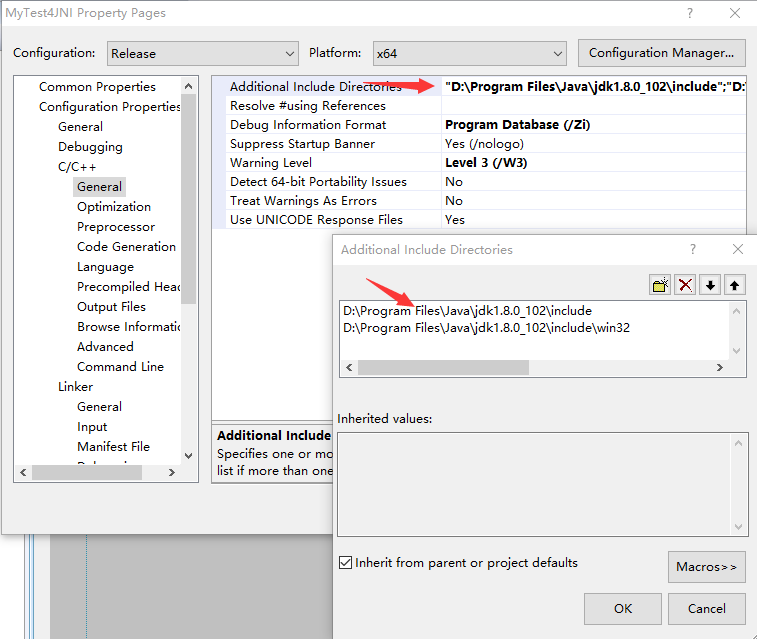 MyTest4JNI Property Pages
Configuration: Release Platform: x64 Configuration Manager...
Common Properties
Configuration Properties
General
Debugging
C/C++
General
Optimization
Preprocessor
Code Generation
Language
Precompiled Head
Output Files
Browse Informatic
Advanced
Command Line
Linker
General
Input
Manifest File
Additional Include Directories "D:\Program Files\Java\jdk1.8.0_102\include";"D:
Resolve #using References
Debug Information Format Program Database (/Zi)
Suppress Startup Banner Yes (/nologo)
Warning Level Level 3 (/W3)
Detect 64-bit Portability Issues No
Treat Warnings As Errors No
Use UNICODE Response Files Yes
Additional Include
Specifies one or mo
list if more than one
Additional Include Directories
D:\Program Files\Java\jdk1.8.0_102\include
D:\Program Files\Java\jdk1.8.0_102\include\win32
Inherited values:
Inherit from parent or project defaults
Macros>>
OK Cancel